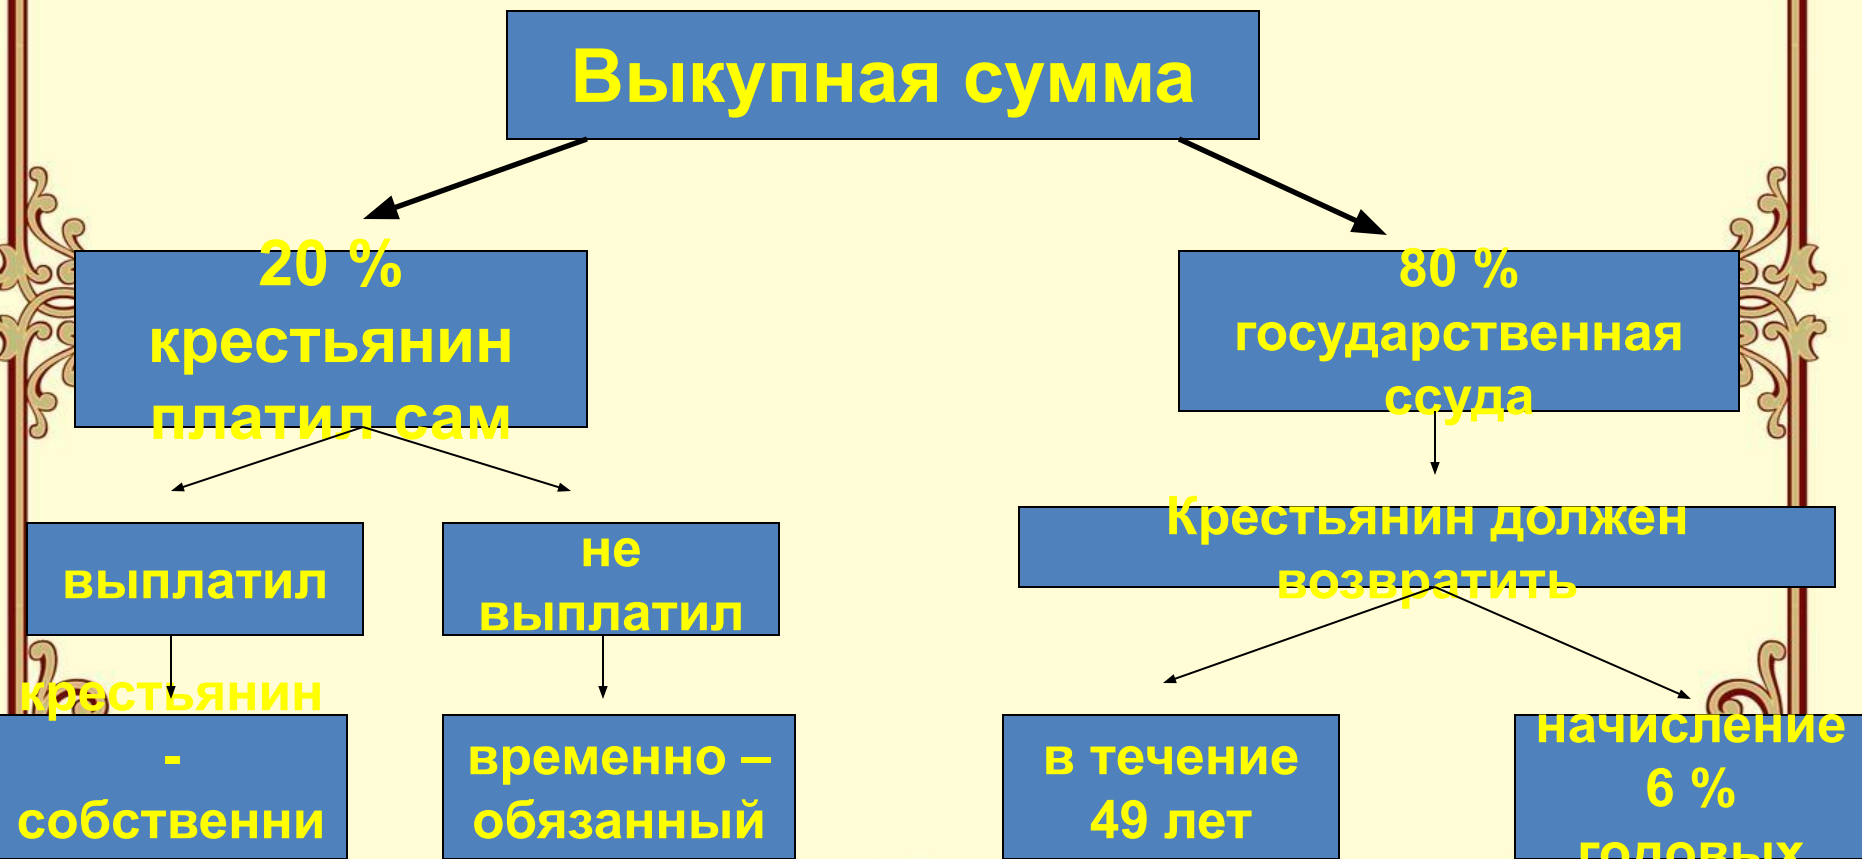 Выкупная сумма
20 %
крестьянин
платил сам
80 %
государственная
ссуда
выплатил
не
выплатил
Крестьянин должен
возвратить
крестьянин
-
собственни
временно –
обязанный
в течение
49 лет
начисление
6 %
годовых